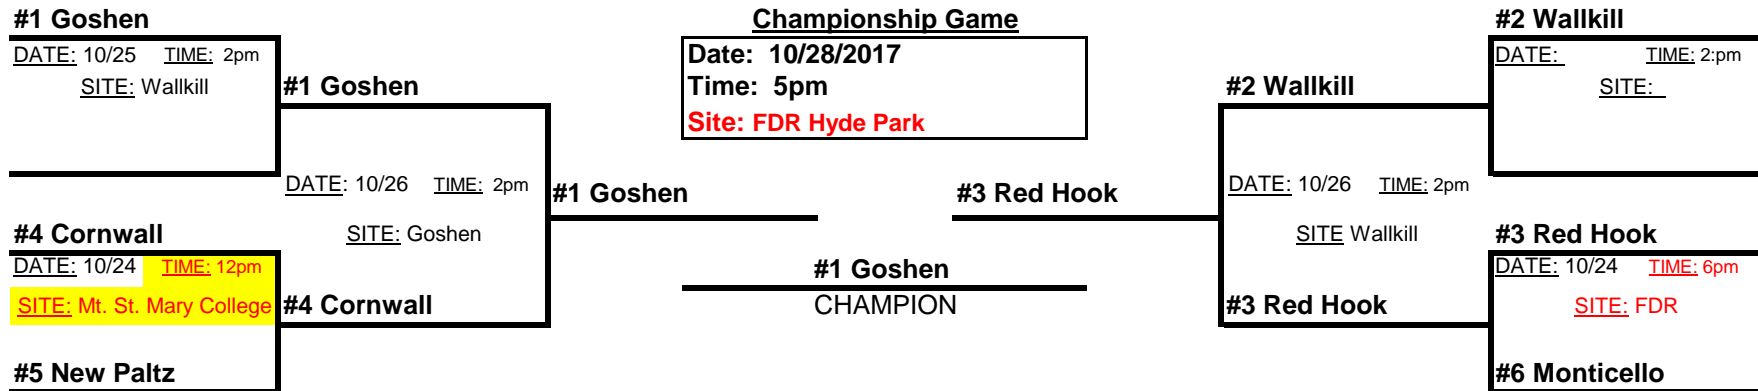 #1 Goshen
DATE: 10/25 TIME: 2pm
SITE: Wallkill
#1 Goshen
DATE: 10/26 TIME: 2pm
SITE: Goshen
#4 Cornwall
DATE: 10/24 TIME: 12pm
SITE: Mt. St. Mary College
#4 Cornwall
#5 New Paltz
#1 Goshen
Championship Game
Date: 10/28/2017
Time: 5pm
Site: FDR Hyde Park
#1 Goshen
CHAMPION
#3 Red Hook
#2 Wallkill
DATE: 10/26 TIME: 2pm
SITE Wallkill
#3 Red Hook
#2 Wallkill
DATE: TIME: 2:pm
SITE:
#3 Red Hook
DATE: 10/24 TIME: 6pm
SITE: FDR
#6 Monticello